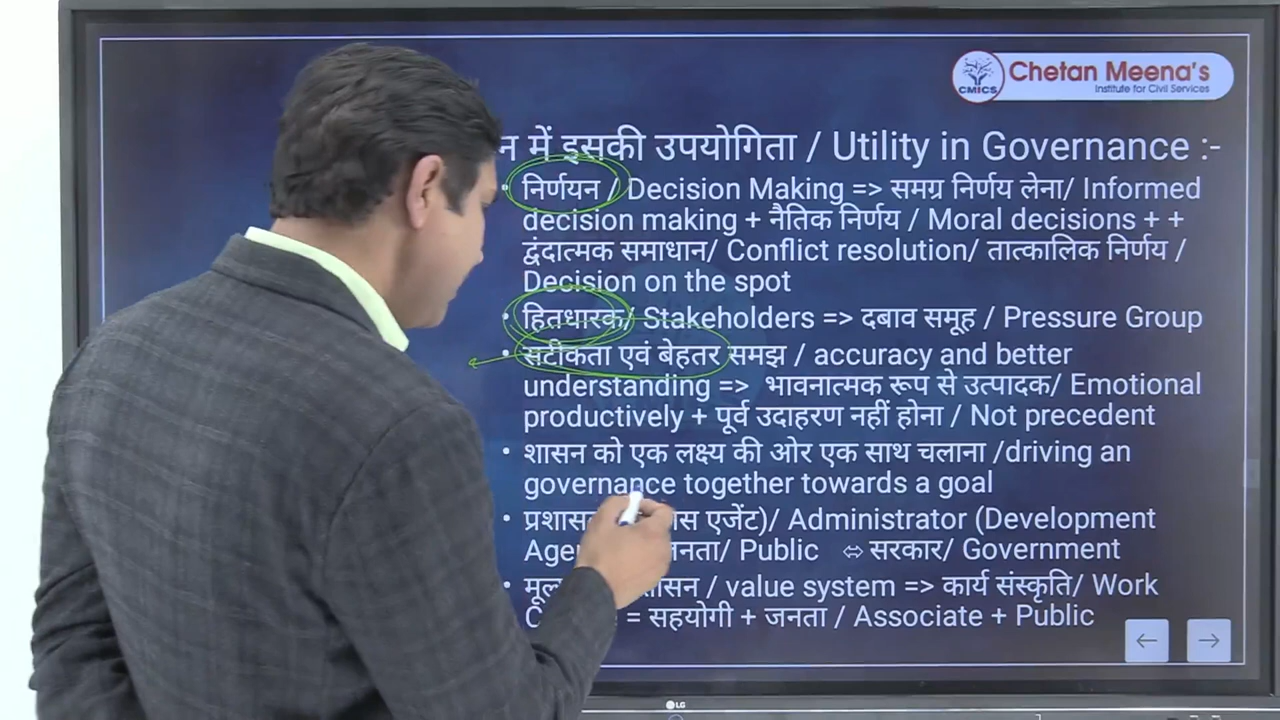 Chetan Meena's
Institute for Civil Services
CMICS
में इसकी उपयोगिता / Utility in Governance :-
• निर्णयन / Decision Making => समग्र निर्णय लेना/ Informed
decision making + नैतिक निर्णय / Moral decisions + +
द्वंदात्मक समाधान/ Conflict resolution/ तात्कालिक निर्णय /
Decision on the spot
• हितधारक/ Stakeholders => दबाव समूह / Pressure Group
• सटीकता एवं बेहतर समझ / accuracy and better
understanding => भावनात्मक रूप से उत्पादक/ Emotional
productively + पूर्व उदाहरण नहीं होना / Not precedent
• शासन को एक लक्ष्य की ओर एक साथ चलाना /driving an
governance together towards a goal
• एजेंट)/ Administrator (Development
जनता/ Public ⇔ सरकार/ Government
• / value system => कार्य संस्कृति/ Work
= सहयोगी + जनता / Associate + Public
← →
LG